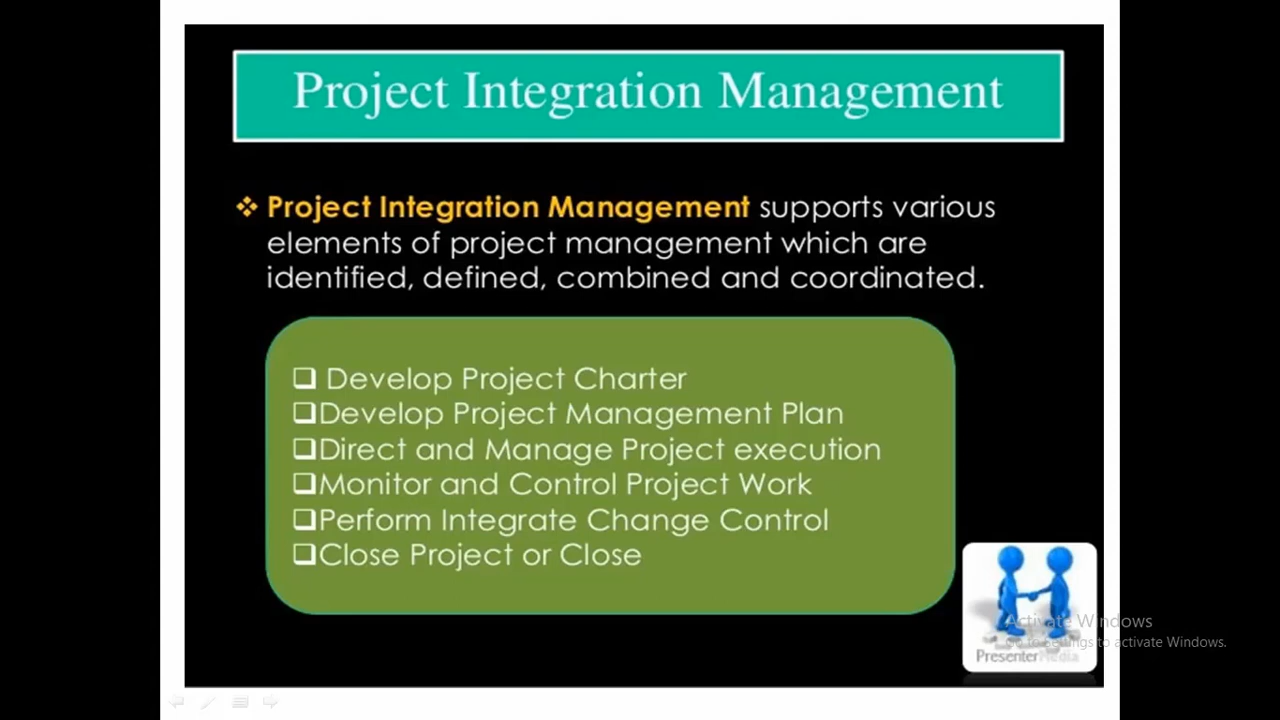 Project Integration Management
❖ Project Integration Management supports various
elements of project management which are
identified, defined, combined and coordinated.
❑ Develop Project Charter
❑Develop Project Management Plan
❑Direct and Manage Project execution
❑Monitor and Control Project Work
❑Perform Integrate Change Control
❑Close Project or Close
Activate Windows
Go to Settings to activate Windows.
PresenterMedia